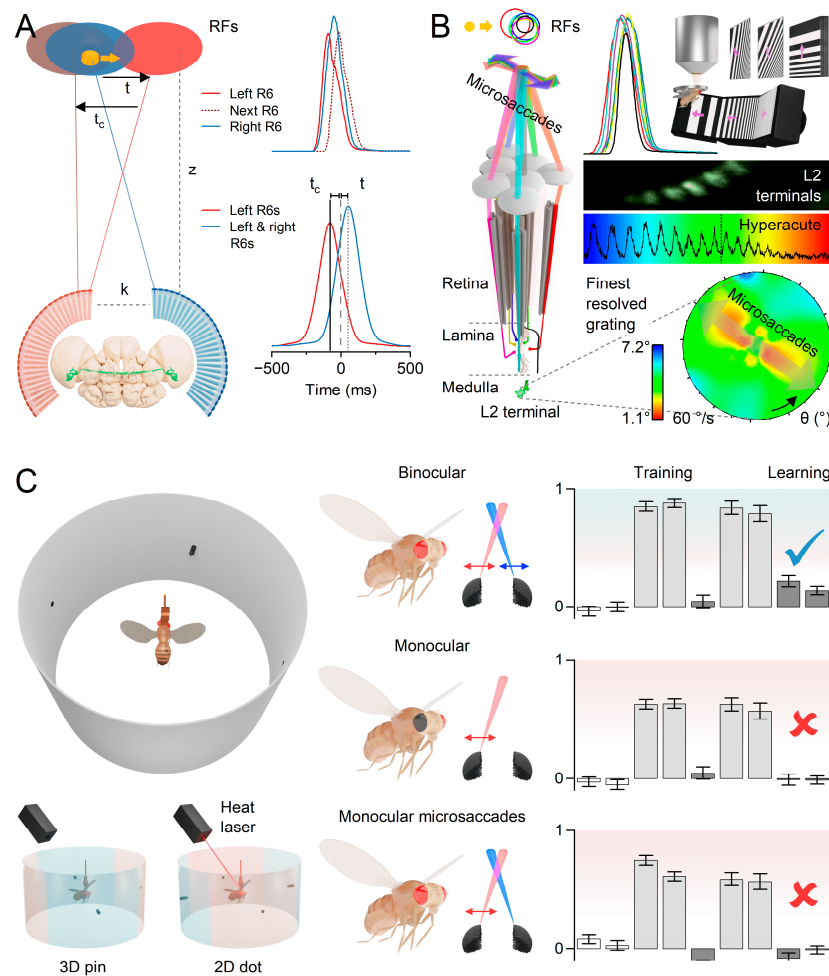 A
RFs
t
t_c
z
k
Left R6
Next R6
Right R6
t_c t
Left R6s
Left & right
R6s
−500 0 500
Time (ms)
B
RFs
Microsaccades
Retina
Lamina
Medulla
L2 terminal
L2
terminals
Hyperacute
Finest
resolved
grating
Microsaccades
7.2°
1.1° 60 °/s
θ (°)
C
Heat
laser
3D pin
2D dot
Binocular
Training
Learning
1
0
Monocular
1
0
Monocular microsaccades
1
0